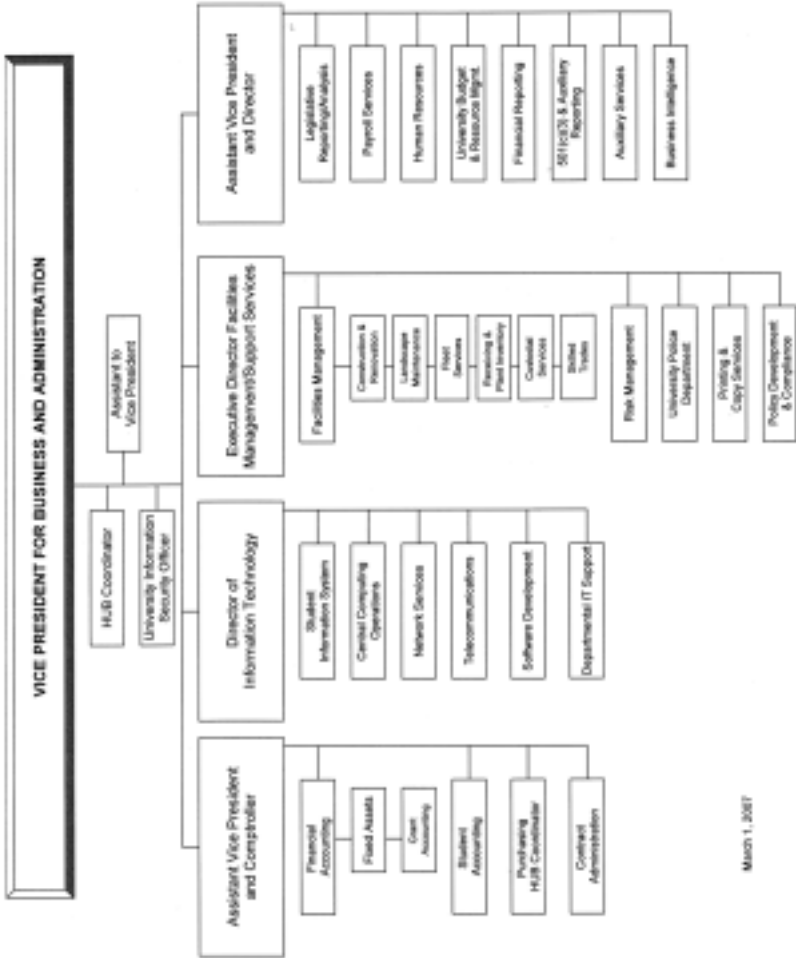 VICE PRESIDENT FOR BUSINESS AND ADMINISTRATION
Assistant to
Vice President
HUB Coordinator
University Information
Security Officer
Assistant Vice President
and Comptroller
Financial
Accounting
Fixed Assets
Grant
Accounting
Student
Accounting
Purchasing
HUB Coordinator
Contract
Administration
Director of
Information Technology
Student
Information System
Central Computing
Operations
Network Services
Telecommunications
Software Development
Departmental IT Support
Executive Director Facilities
Management/Support Services
Facilities Management
Construction &
Renovation
Landscape
Maintenance
Fleet
Services
Receiving &
Plant Inventory
Custodial
Services
Skilled
Trades
Risk Management
University Police
Department
Printing &
Copy Services
Policy Development
& Compliance
Assistant Vice President
and Director
Legislative
Reporting/Analysis
Payroll Services
Human Resources
University Budget
& Resource Mgmt.
Financial Reporting
501(c)(3) & Auxiliary
Reporting
Auxiliary Services
Business Intelligence
March 1, 2007